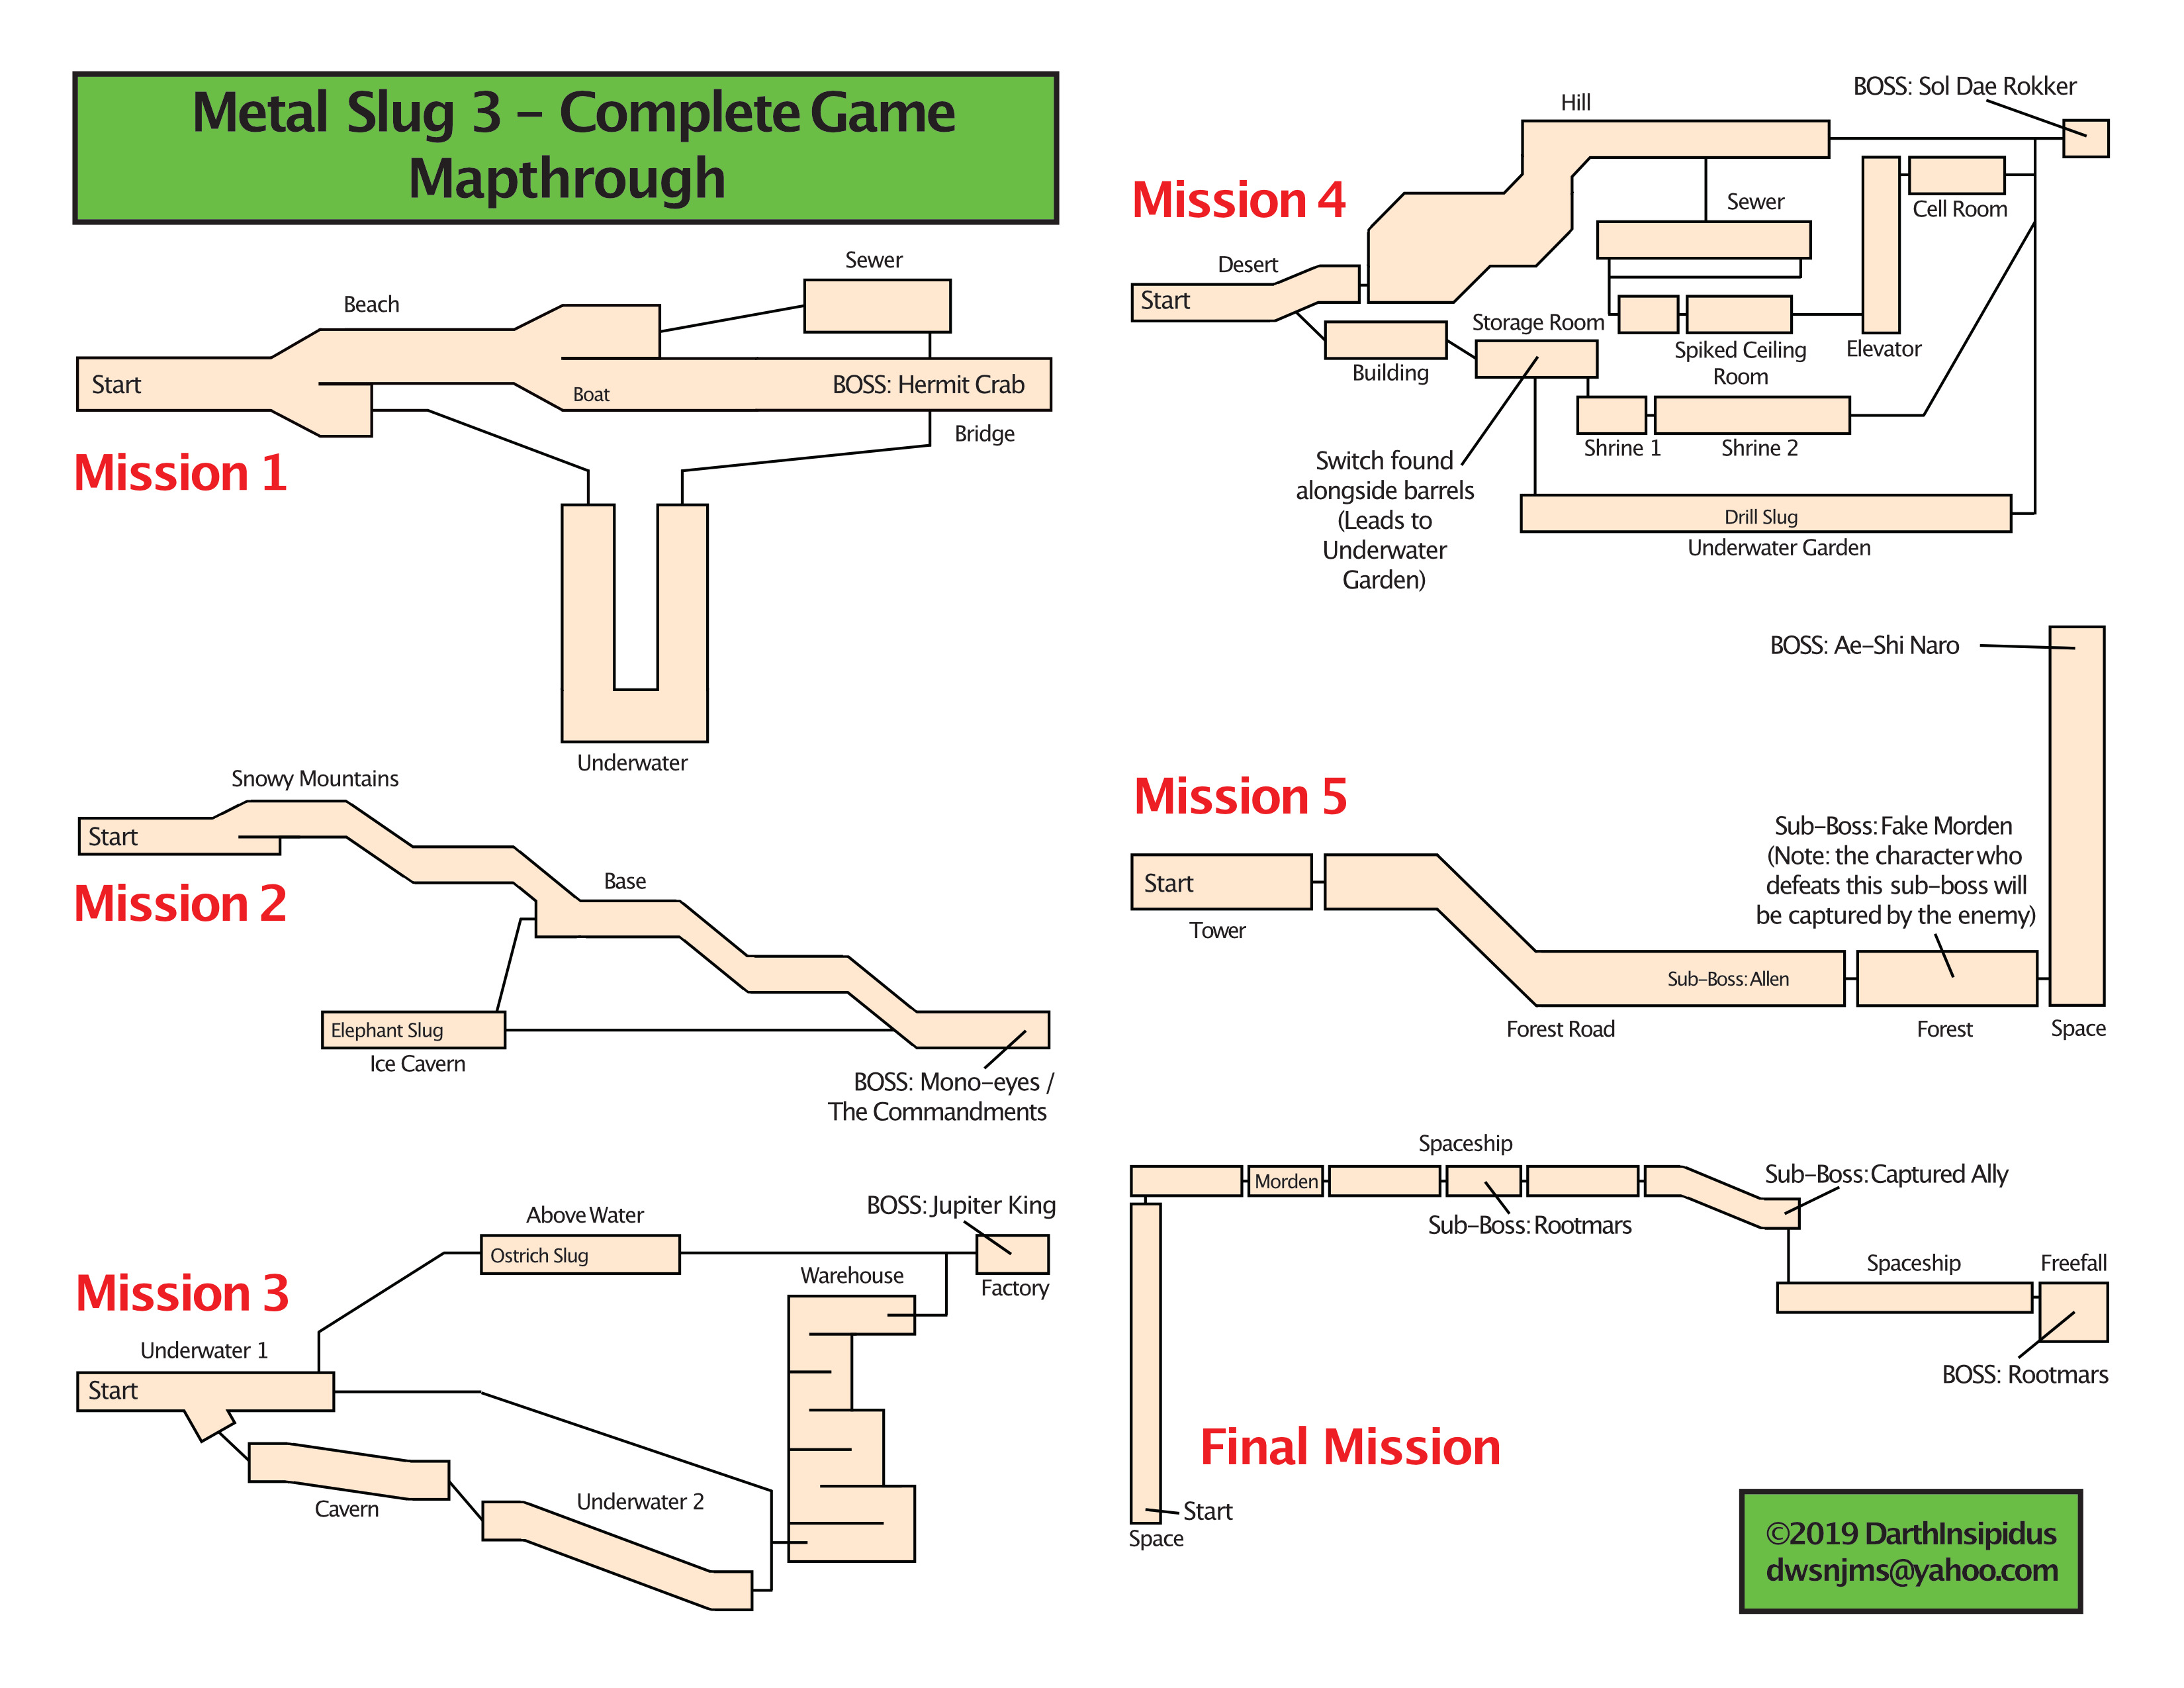 Metal Slug 3 – Complete Game
Mapthrough
Sewer
Beach
Start
Boat
BOSS: Hermit Crab
Bridge
Mission 1
Underwater
Snowy Mountains
Start
Mission 2
Base
Elephant Slug
Ice Cavern
BOSS: Mono-eyes /
The Commandments
Above Water
BOSS: Jupiter King
Ostrich Slug
Mission 3
Warehouse
Factory
Underwater 1
Start
Cavern
Underwater 2
BOSS: Sol Dae Rokker
Hill
Mission 4
Sewer
Cell Room
Desert
Start
Storage Room
Building
Spiked Ceiling
Room
Elevator
Shrine 1
Shrine 2
Switch found
alongside barrels
(Leads to
Underwater
Garden)
Drill Slug
Underwater Garden
BOSS: Ae-Shi Naro
Mission 5
Sub-Boss: Fake Morden
(Note: the character who
defeats this sub-boss will
be captured by the enemy)
Start
Tower
Sub-Boss: Allen
Forest Road
Forest
Space
Spaceship
Morden
Sub-Boss: Captured Ally
Sub-Boss: Rootmars
Spaceship
Freefall
BOSS: Rootmars
Final Mission
Start
Space
©2019 DarthInsipidus
dwsnjms@yahoo.com